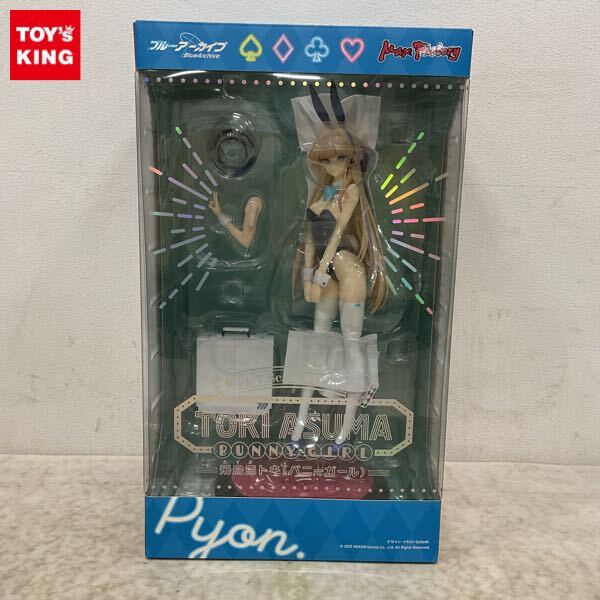 TOY'S
KING
ブルーアーカイブ
BlueArchive
Max Factory
TOKI ASUMA
BUNNY GIRL
飛鳥馬トキ〈バニーガール〉
Pyon.
© 2023 NEXON Games Co., Ltd. All Rights Reserved